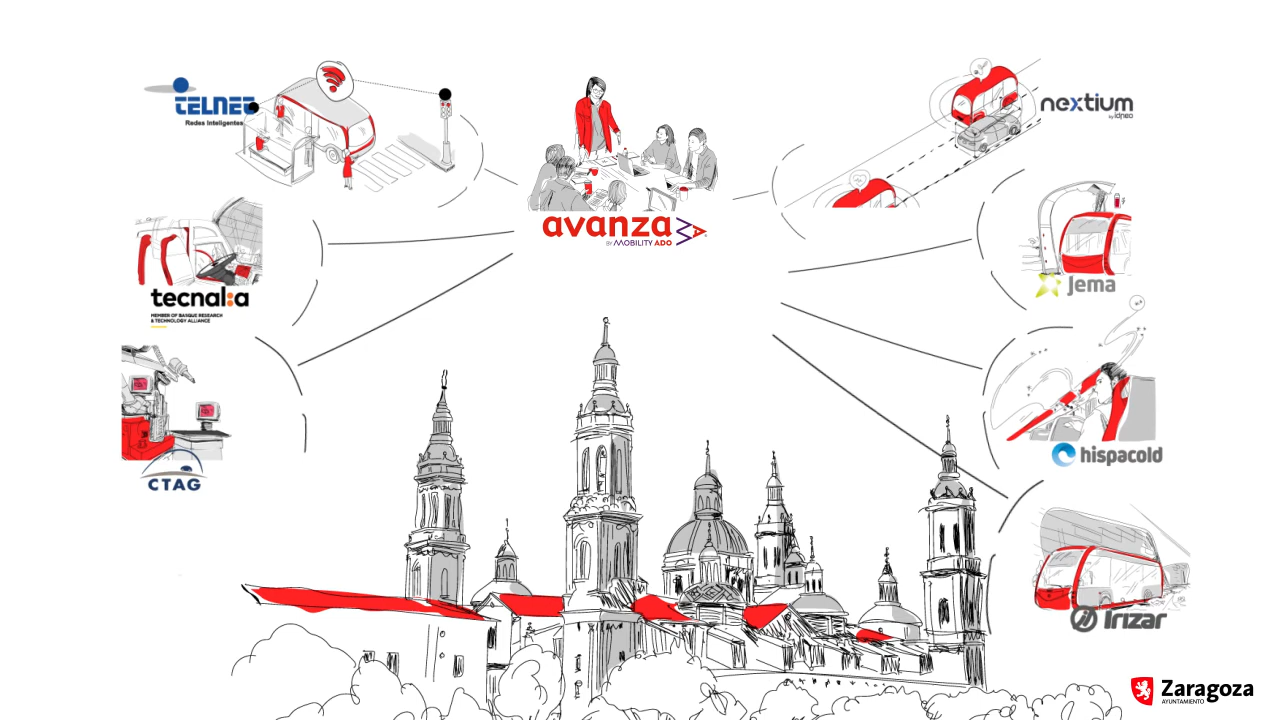 TELNET
Redes Inteligentes
avanza
BY MOBILITY ADO
nextium
by idneo
tecnal:a
MEMBER OF BASQUE RESEARCH
& TECHNOLOGY ALLIANCE
Jema
CTAG
hispacold
Irizar
Zaragoza
AYUNTAMIENTO